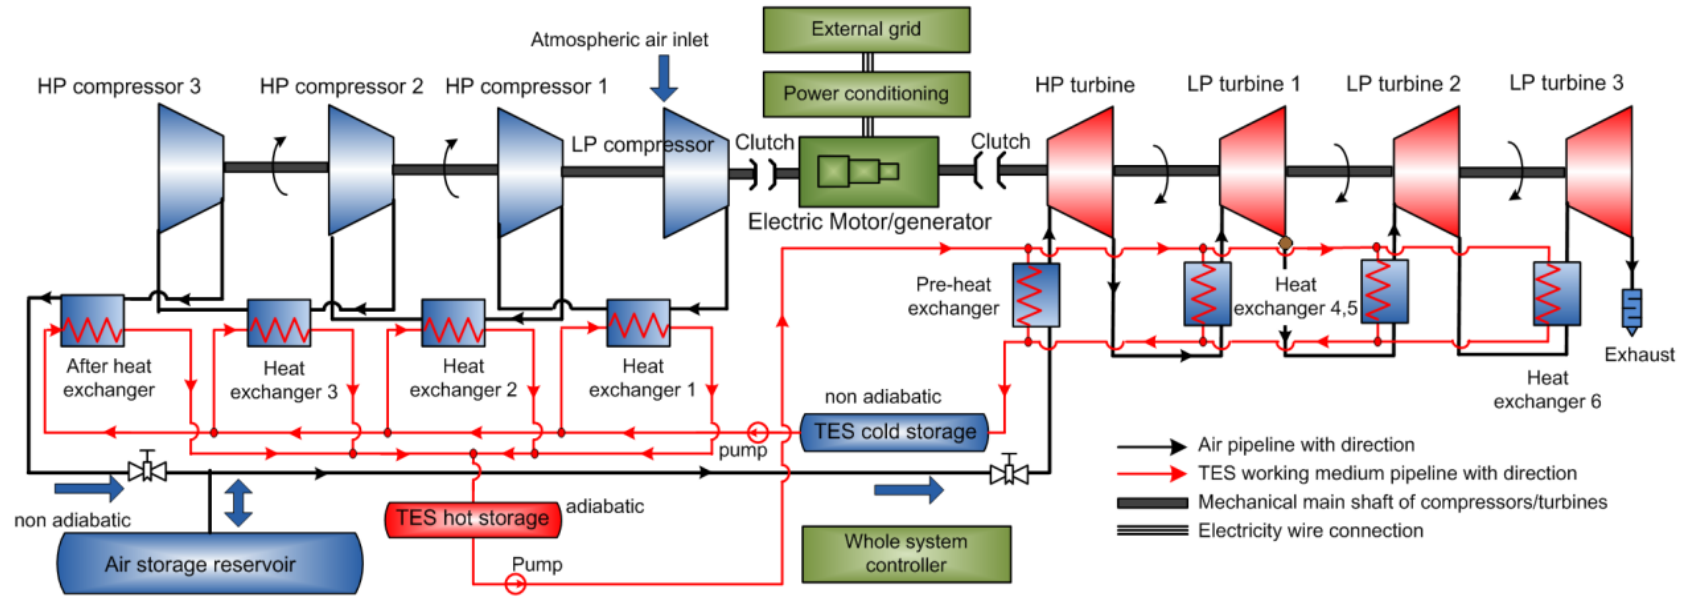 External grid
Atmospheric air inlet
HP compressor 3
HP compressor 2
HP compressor 1
Power conditioning
HP turbine
LP turbine 1
LP turbine 2
LP turbine 3
LP compressor
Clutch
Clutch
Electric Motor/generator
Pre-heat
exchanger
Heat
exchanger 4,5
Exhaust
After heat
exchanger
Heat
exchanger 3
Heat
exchanger 2
Heat
exchanger 1
Heat
exchanger 6
non adiabatic
TES cold storage
pump
Air pipeline with direction
TES working medium pipeline with direction
Mechanical main shaft of compressors/turbines
Electricity wire connection
non adiabatic
TES hot storage
adiabatic
Air storage reservoir
Pump
Whole system
controller